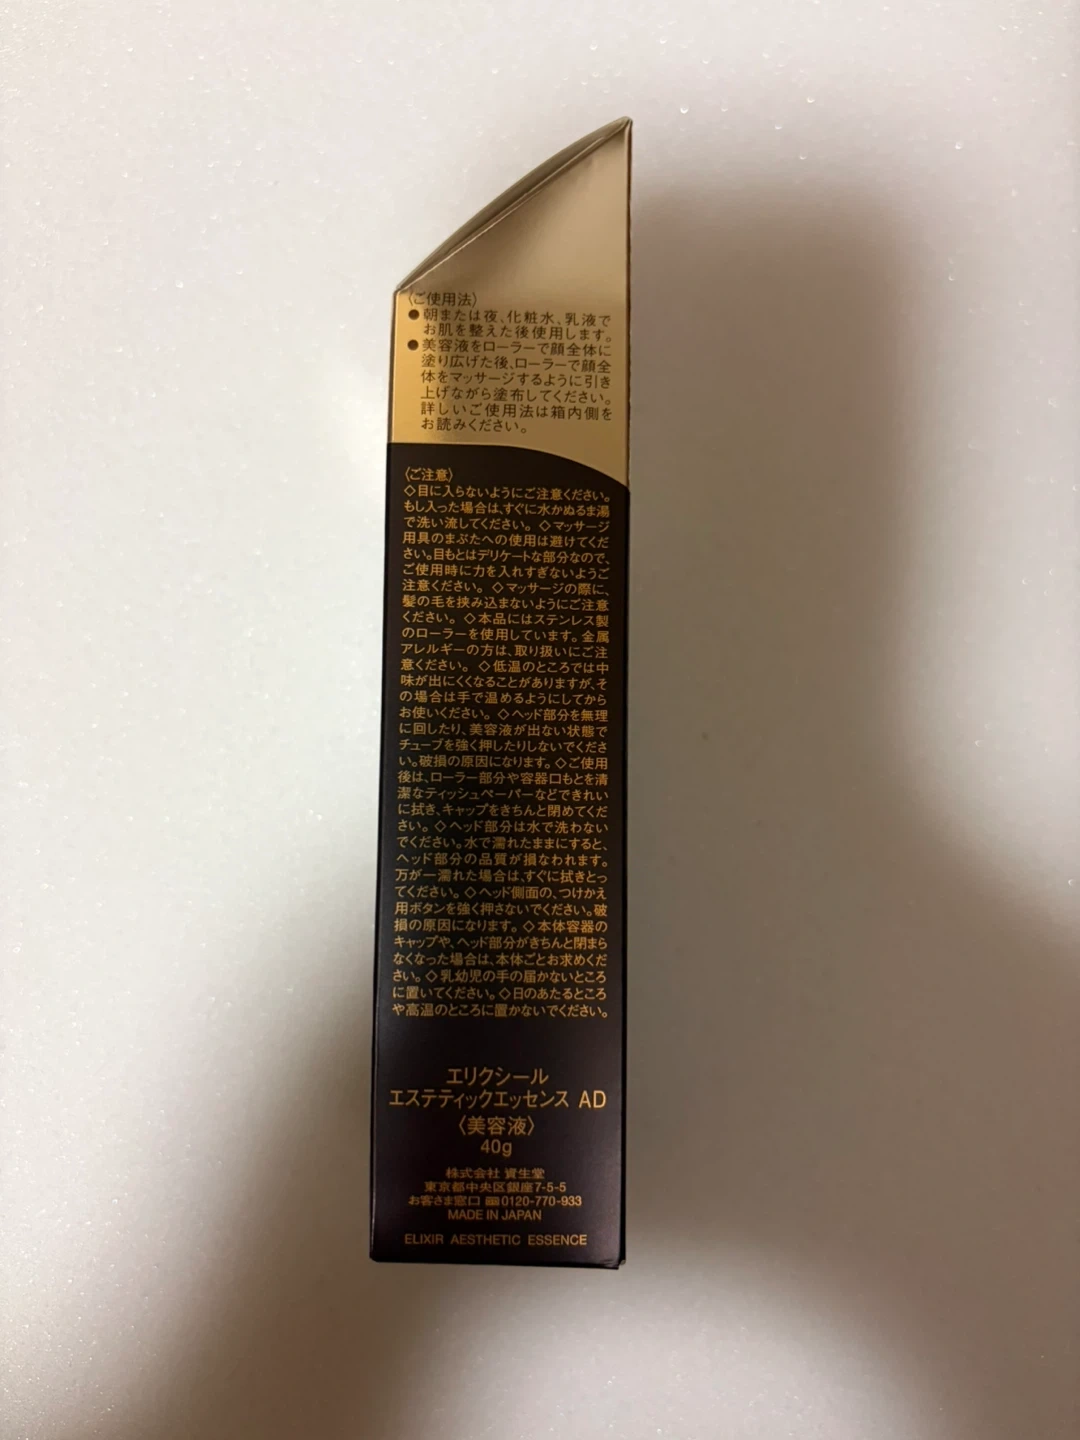 〈ご使用法〉
●朝または夜、化粧水、乳液で
お肌を整えた後使用します。
●美容液をローラーで顔全体に
塗り広げた後、ローラーで顔全
体をマッサージするように引き
上げながら塗布してください。
詳しいご使用法は箱内側を
お読みください。
〈ご注意〉
◇目に入らないようにご注意ください。
もし入った場合は、すぐに水かぬるま湯
で洗い流してください。◇マッサージ
用具のまぶたへの使用は避けてくだ
さい。目もとはデリケートな部分なので、
ご使用時に力を入れすぎないようご
注意ください。◇マッサージの際に、
髪の毛を挟み込まないようにご注意
ください。◇本品にはステンレス製
のローラーを使用しています。金属
アレルギーの方は、取り扱いにご注
意ください。◇低温のところでは中
味が出にくくなることがありますが、そ
の場合は手で温めるようにしてから
お使いください。◇ヘッド部分を無理
に回したり、美容液が出ない状態で
チューブを強く押したりしないでくださ
い。破損の原因になります。◇ご使用
後は、ローラー部分や容器口もとを清
潔なティッシュペーパーなどできれい
に拭き、キャップをきちんと閉めてくだ
さい。◇ヘッド部分は水で洗わない
でください。水で濡れたままにすると、
ヘッド部分の品質が損なわれます。
万が一濡れた場合は、すぐに拭きとっ
てください。◇ヘッド側面の、つけかえ
用ボタンを強く押さないでください。破
損の原因になります。◇本体容器の
キャップや、ヘッド部分がきちんと閉まら
なくなった場合は、本体ごとお求めくだ
さい。◇乳幼児の手の届かないところ
に置いてください。◇日のあたるところ
や高温のところに置かないでください。
エリクシール
エステティックエッセンス AD
〈美容液〉
40g
株式会社 資生堂
東京都中央区銀座7-5-5
お客さま窓口 0120-770-933
MADE IN JAPAN
ELIXIR AESTHETIC ESSENCE